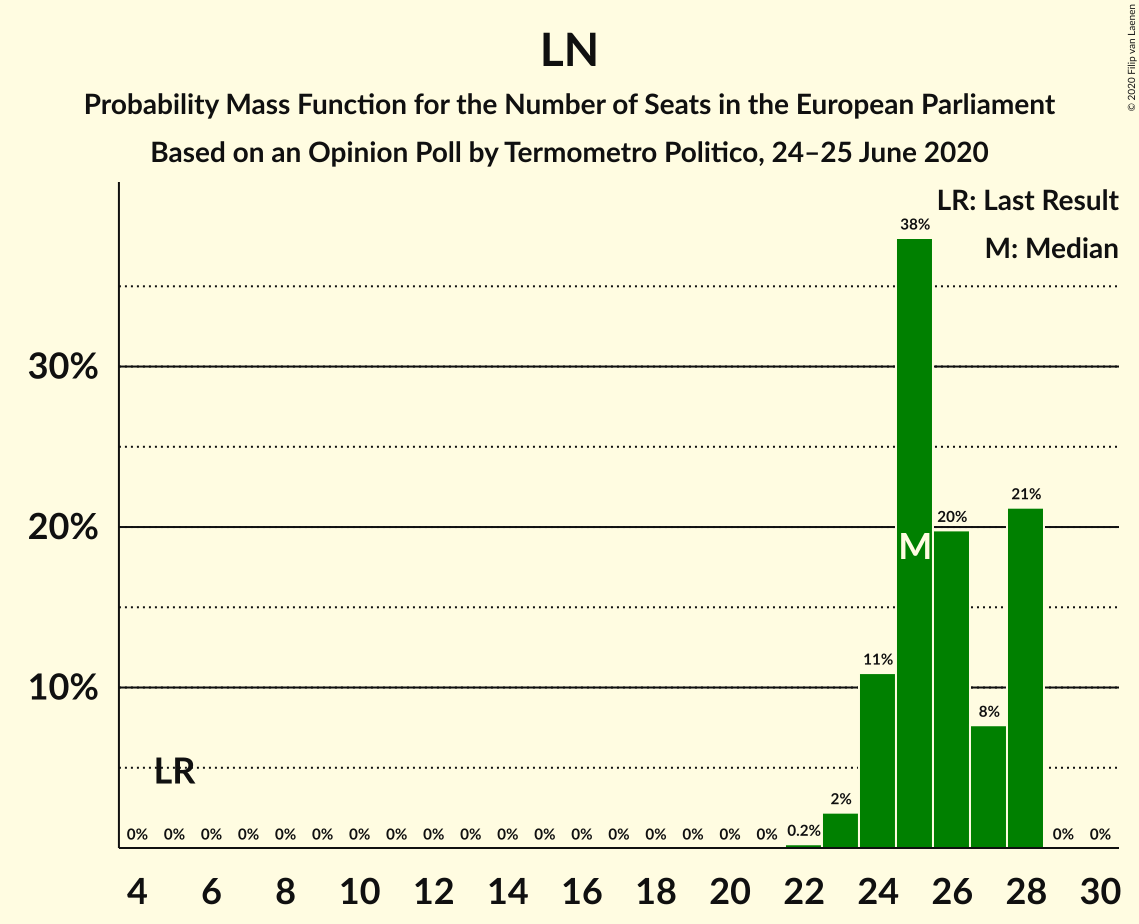 LN
Probability Mass Function for the Number of Seats in the European Parliament
Based on an Opinion Poll by Termometro Politico, 24–25 June 2020
© 2020 Filip van Laenen
LR: Last Result
M: Median
38%
30%
21%
20%
20%
M
11%
10%
8%
LR
2%
0% 0% 0% 0% 0% 0% 0% 0% 0% 0% 0% 0% 0% 0% 0% 0% 0% 0% 0.2% 0% 0%
4 6 8 10 12 14 16 18 20 22 24 26 28 30